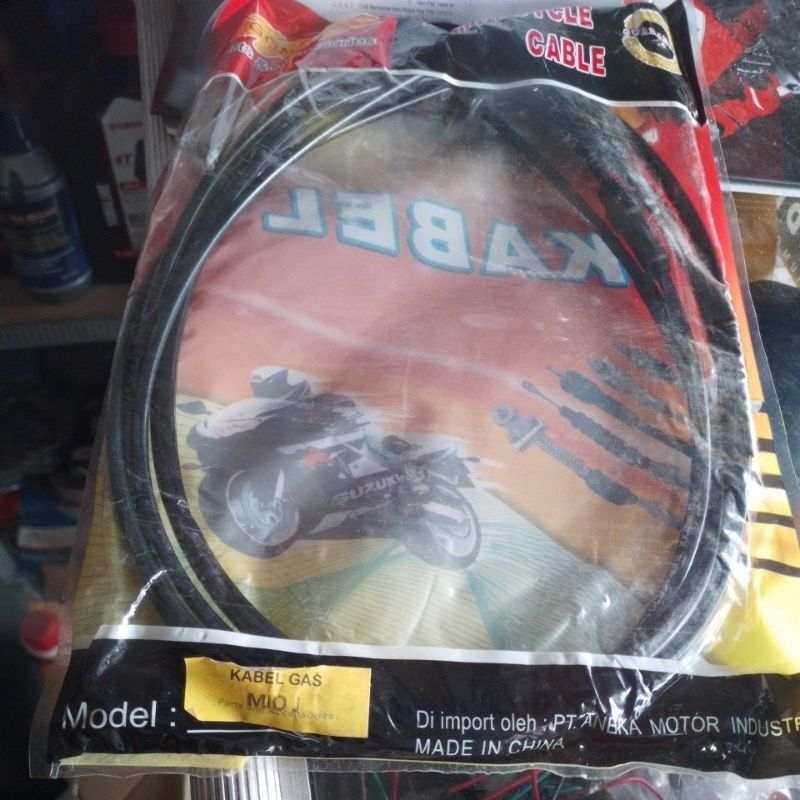 CABLE
KABEL
SUZUKI
KABEL GAS
MIO J
Parts and Accessories
Model :
Di import oleh : PT. ANEKA MOTOR INDUSTR
MADE IN CHINA
4T